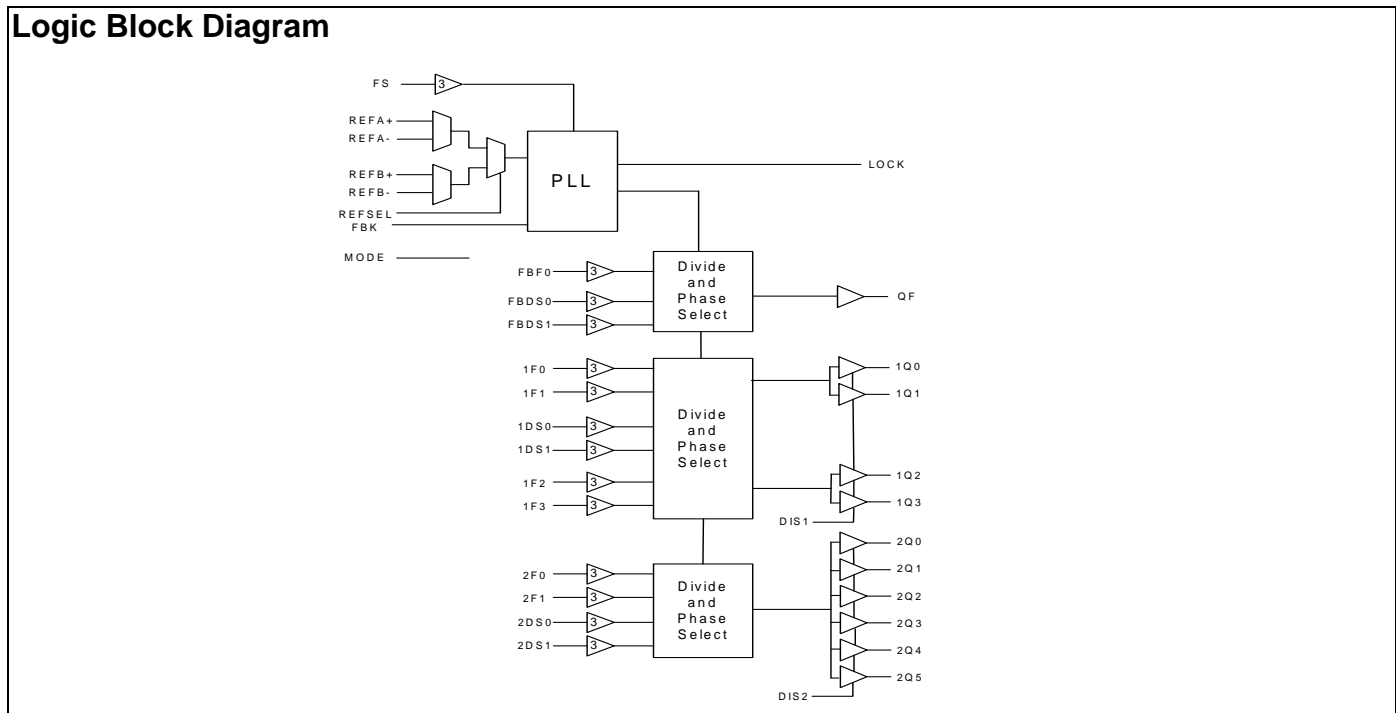 Logic Block Diagram
FS
3
REFA+
REFA-
REFB+
REFB-
REFSEL
FBK
MODE
PLL
LOCK
FBF0
3
FBDS0
3
FBDS1
3
Divide
and
Phase
Select
QF
1F0
3
1F1
3
1DS0
3
1DS1
3
1F2
3
1F3
3
Divide
and
Phase
Select
1Q0
1Q1
1Q2
1Q3
DIS1
2F0
3
2F1
3
2DS0
3
2DS1
3
Divide
and
Phase
Select
2Q0
2Q1
2Q2
2Q3
2Q4
2Q5
DIS2